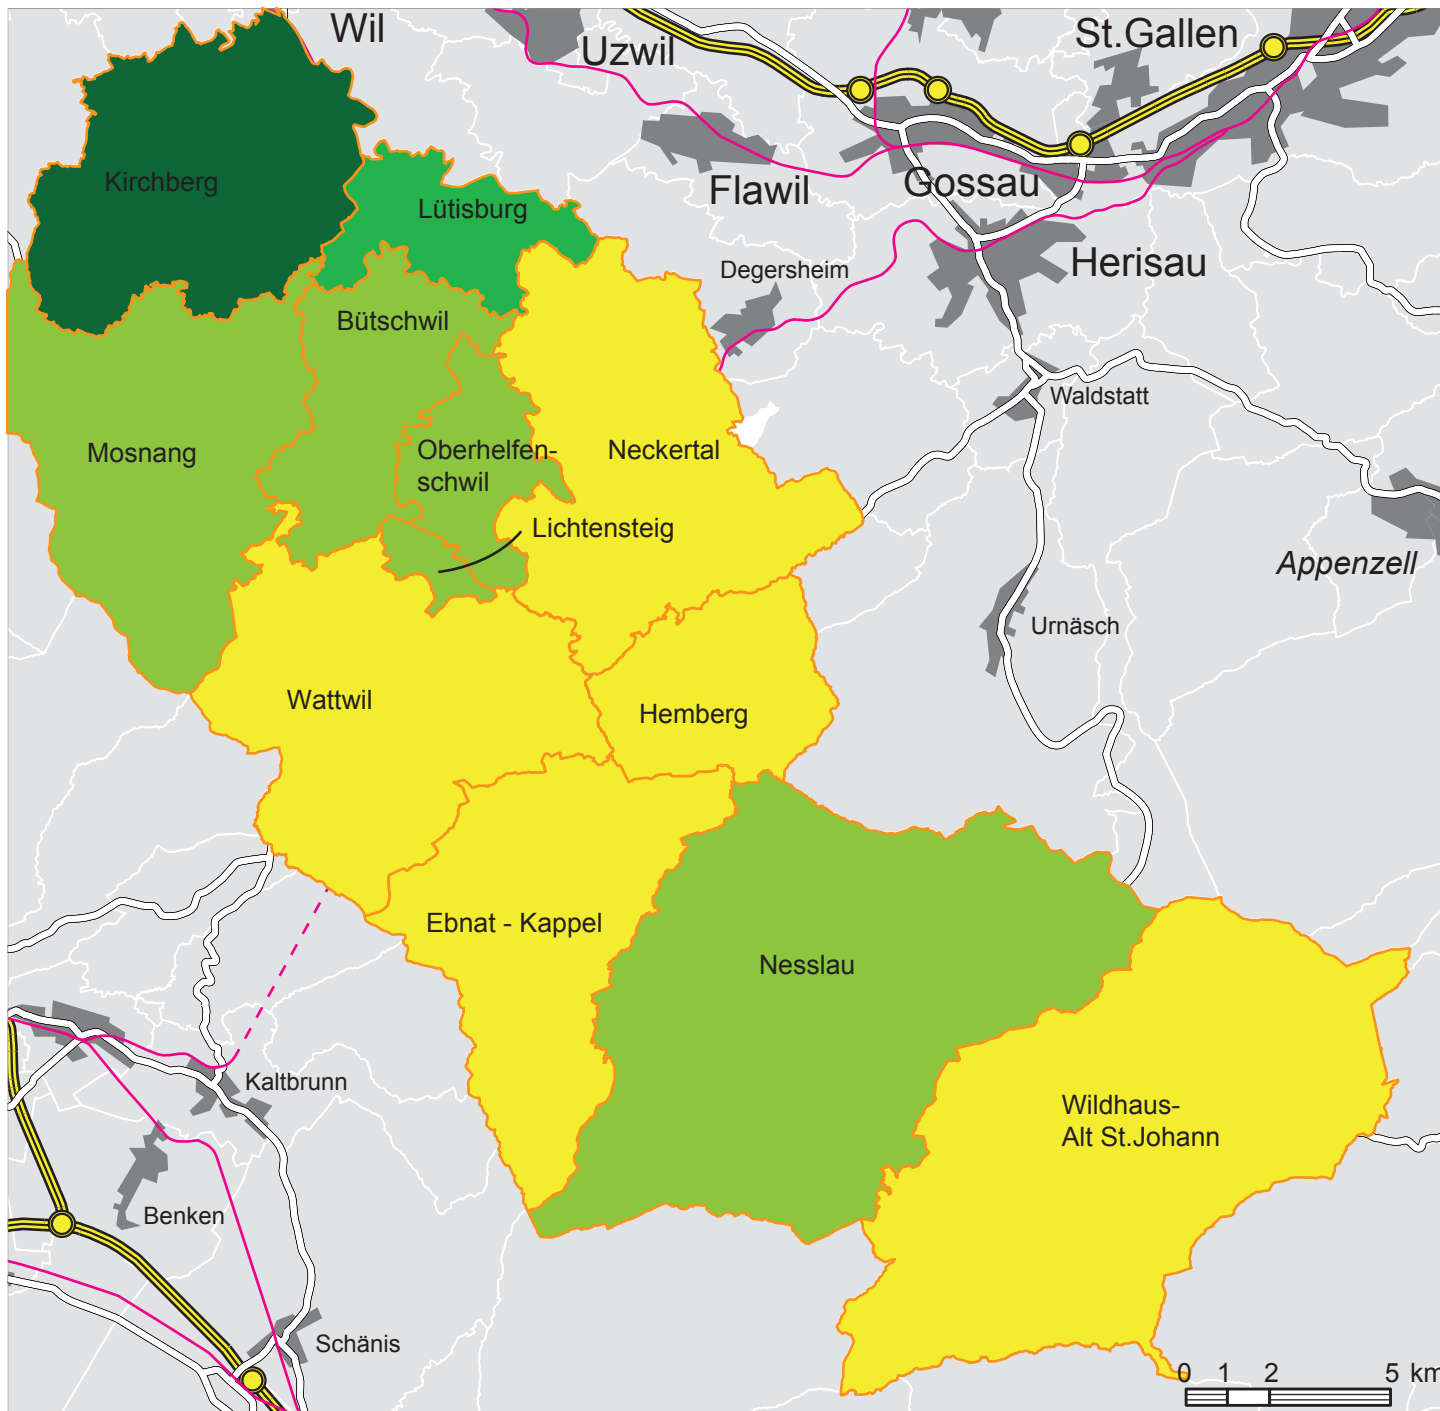 Wil
Uzwil
St.Gallen
Kirchberg
Lütisburg
Flawil
Gossau
Herisau
Degersheim
Bütschwil
Waldstatt
Mosnang
Oberhelfen-
schwil
Neckertal
Lichtensteig
Appenzell
Urnäsch
Wattwil
Hemberg
Ebnat - Kappel
Nesslau
Kaltbrunn
Wildhaus-
Alt St.Johann
Benken
Schänis
0 1 2 5 km